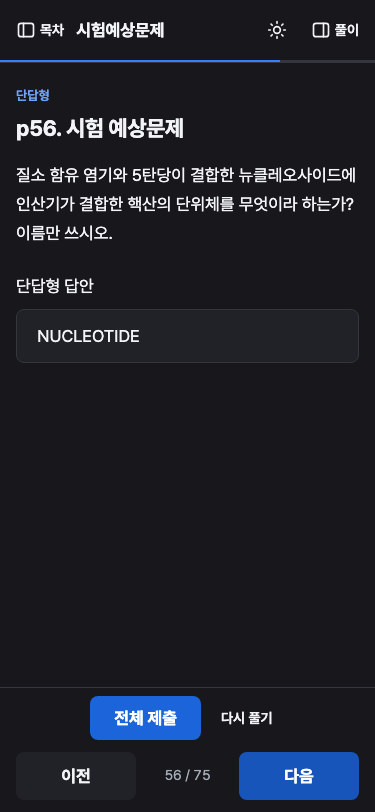 목차 시험예상문제 풀이
단답형
p56. 시험 예상문제
질소 함유 염기와 5탄당이 결합한 뉴클레오사이드에
인산기가 결합한 핵산의 단위체를 무엇이라 하는가?
이름만 쓰시오.
단답형 답안
NUCLEOTIDE
전체 제출 다시 풀기
이전 56 / 75 다음